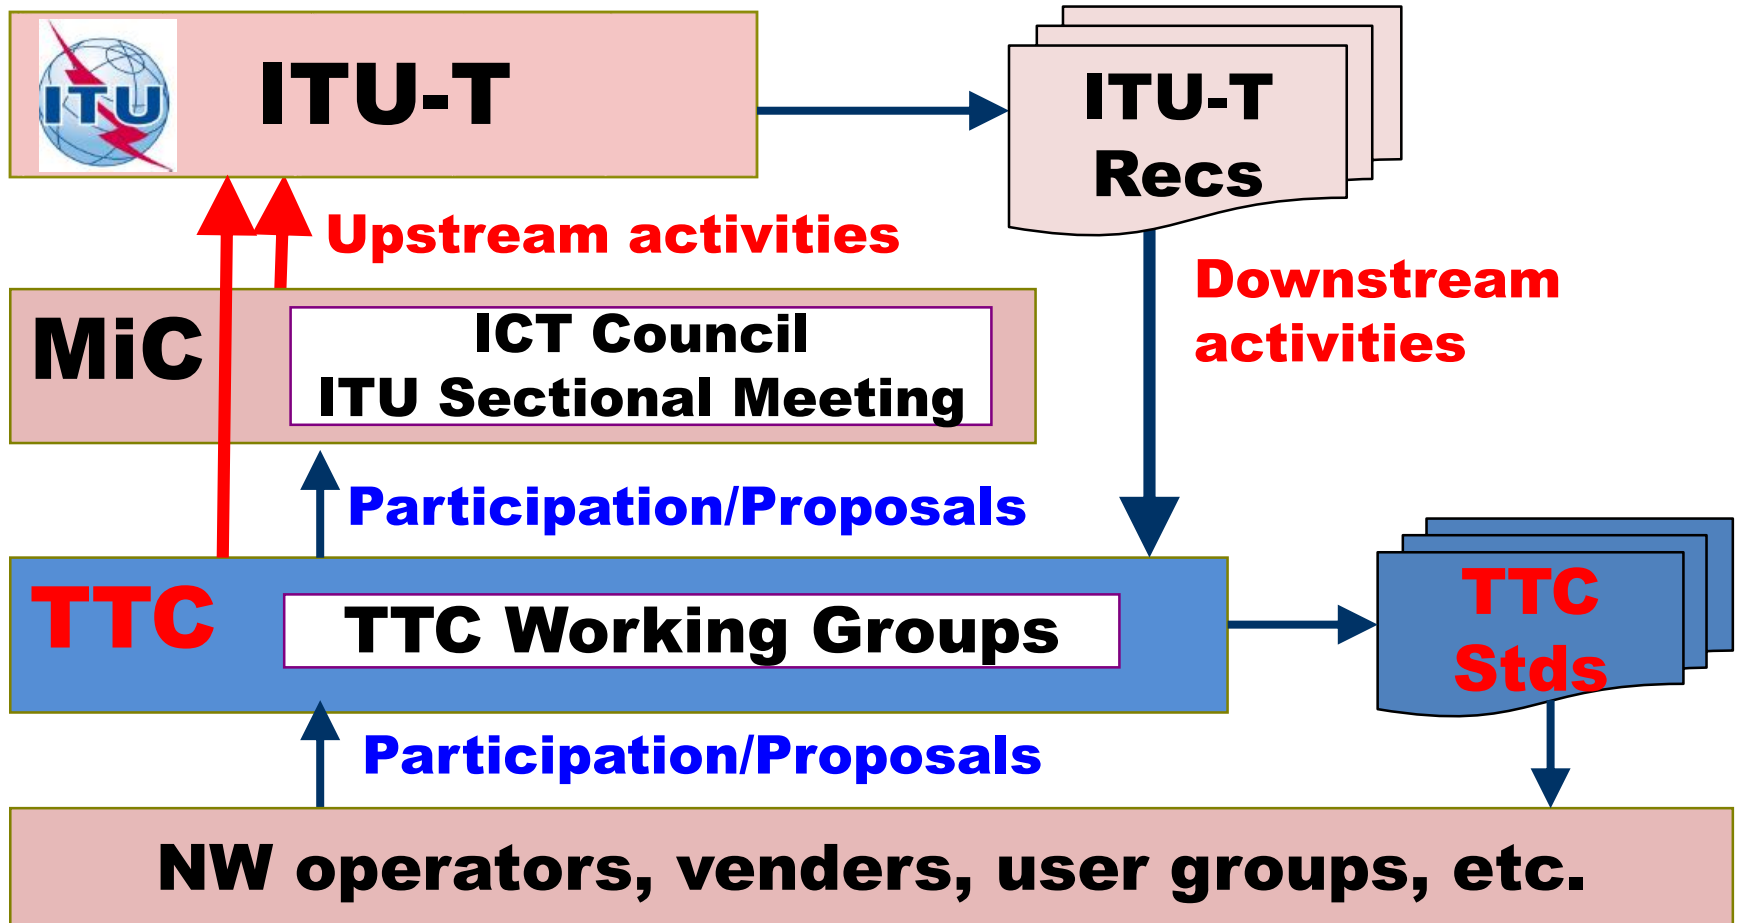 ITU
ITU-T
ITU-T
Recs
Upstream activities
Downstream
activities
MiC
ICT Council
ITU Sectional Meeting
Participation/Proposals
TTC
TTC Working Groups
TTC
Stds
Participation/Proposals
NW operators, venders, user groups, etc.